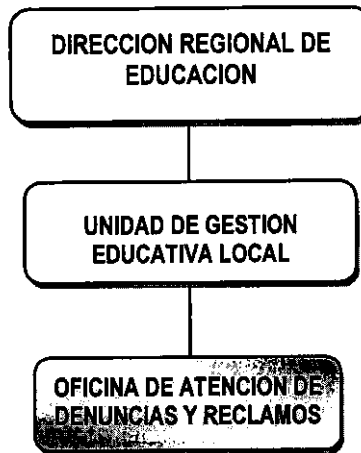 DIRECCION REGIONAL DE
EDUCACION
UNIDAD DE GESTION
EDUCATIVA LOCAL
OFICINA DE ATENCION DE
DENUNCIAS Y RECLAMOS